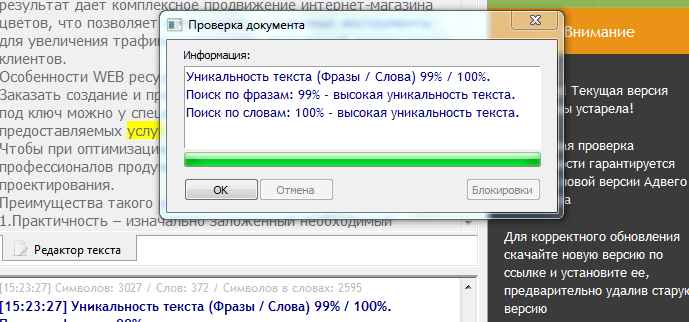 результат дает комплексное продвижение интернет-магазина
цветов, что позволяет
для увеличения трафи
клиентов.
Особенности WEB ресу
Заказать создание и пр
под ключ можно у спец
предоставляемых услу
Чтобы при оптимизаци
профессионалов проду
проектирования.
Преимущества такого
1.Практичность – изначально заложенный необходимый
Редактор текста
[15:23:27] Символов: 3027 / Слов: 372 / Символов в словах: 2595
[15:23:27] Уникальность текста (Фразы / Слова) 99% / 100%.
Проверка документа
Информация:
Уникальность текста (Фразы / Слова) 99% / 100%.
Поиск по фразам: 99% - высокая уникальность текста.
Поиск по словам: 100% - высокая уникальность текста.
ОК
Отмена
Блокировки
Внимание
! Текущая версия
ы устарела!
ая проверка
ости гарантируется
овой версии Адвего
а
Для корректного обновления
скачайте новую версию по
ссылке и установите ее,
предварительно удалив старую
версию